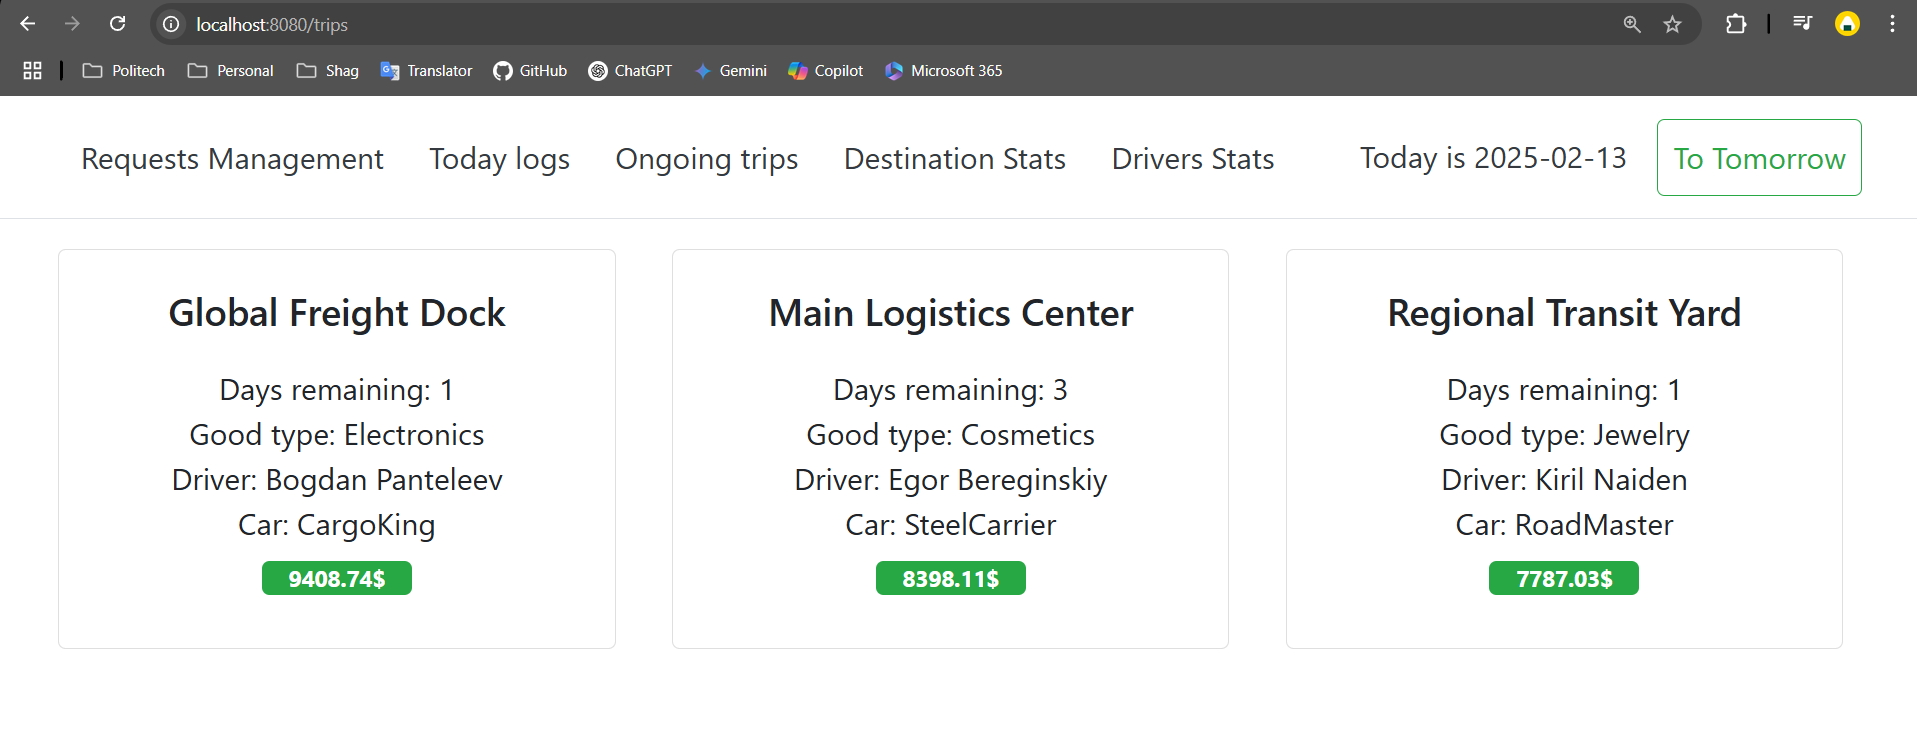 localhost:8080/trips
Politech Personal Shag Translator GitHub ChatGPT Gemini Copilot Microsoft 365
Requests Management Today logs Ongoing trips Destination Stats Drivers Stats Today is 2025-02-13 To Tomorrow
Global Freight Dock
Days remaining: 1
Good type: Electronics
Driver: Bogdan Panteleev
Car: CargoKing
9408.74$
Main Logistics Center
Days remaining: 3
Good type: Cosmetics
Driver: Egor Bereginskiy
Car: SteelCarrier
8398.11$
Regional Transit Yard
Days remaining: 1
Good type: Jewelry
Driver: Kiril Naiden
Car: RoadMaster
7787.03$